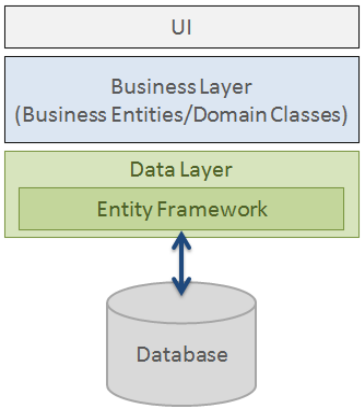 UI
Business Layer
(Business Entities/Domain Classes)
Data Layer
Entity Framework
Database